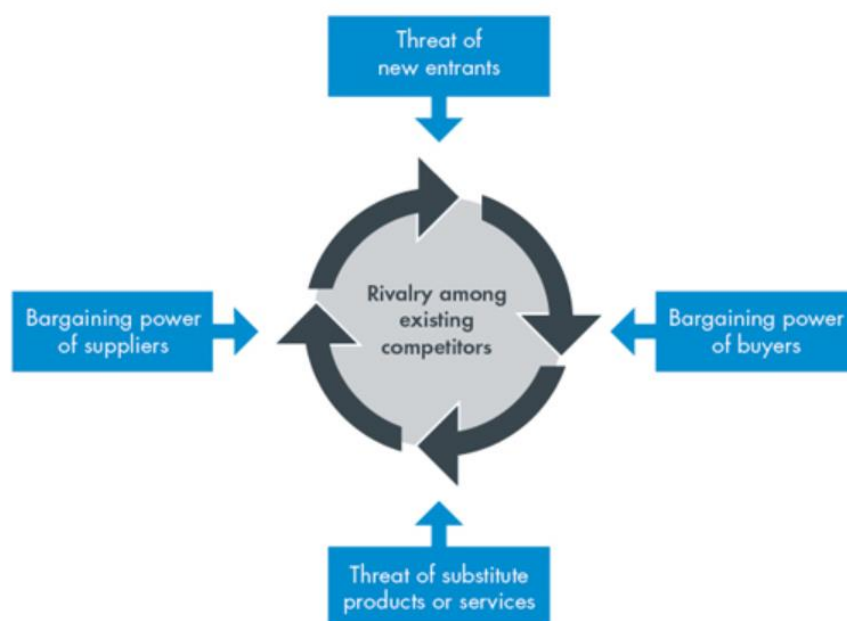 Threat of
new entrants
Bargaining power
of suppliers
Rivalry among
existing
competitors
Bargaining power
of buyers
Threat of substitute
products or services